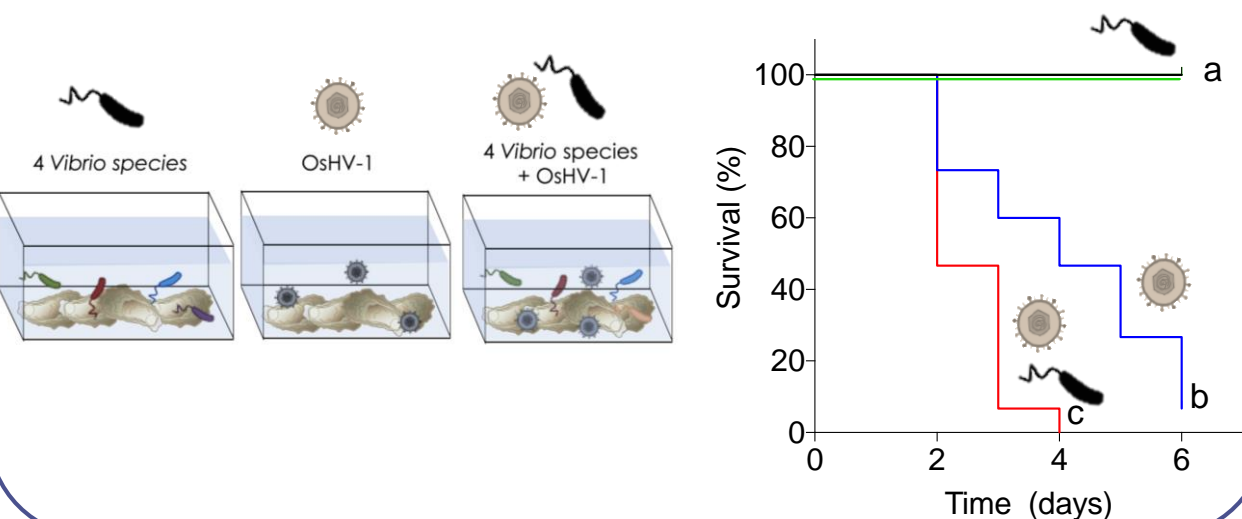 4 Vibrio species
OsHV-1
4 Vibrio species
+ OsHV-1
Survival (%)
100
80
60
40
20
0
0 2 4 6
Time (days)
a
b
c